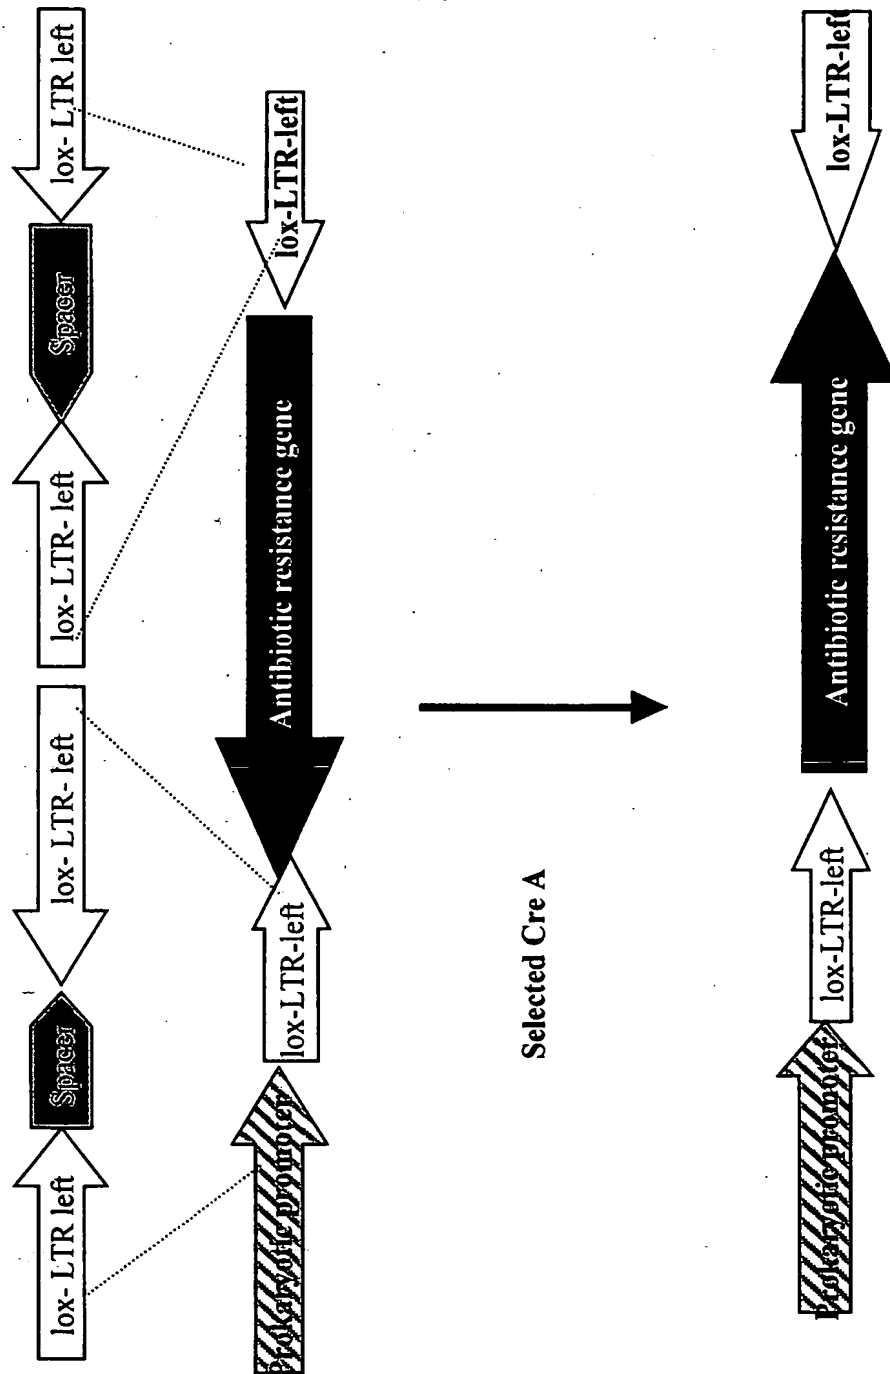 lox- LTR left
Spacer
lox- LTR- left
lox- LTR- left
Spacer
lox- LTR left
Prokaryotic promoter
lox-LTR-left
Antibiotic resistance gene
lox-LTR-left
Selected Cre A
Prokaryotic promoter
lox-LTR-left
Antibiotic resistance gene
lox-LTR-left